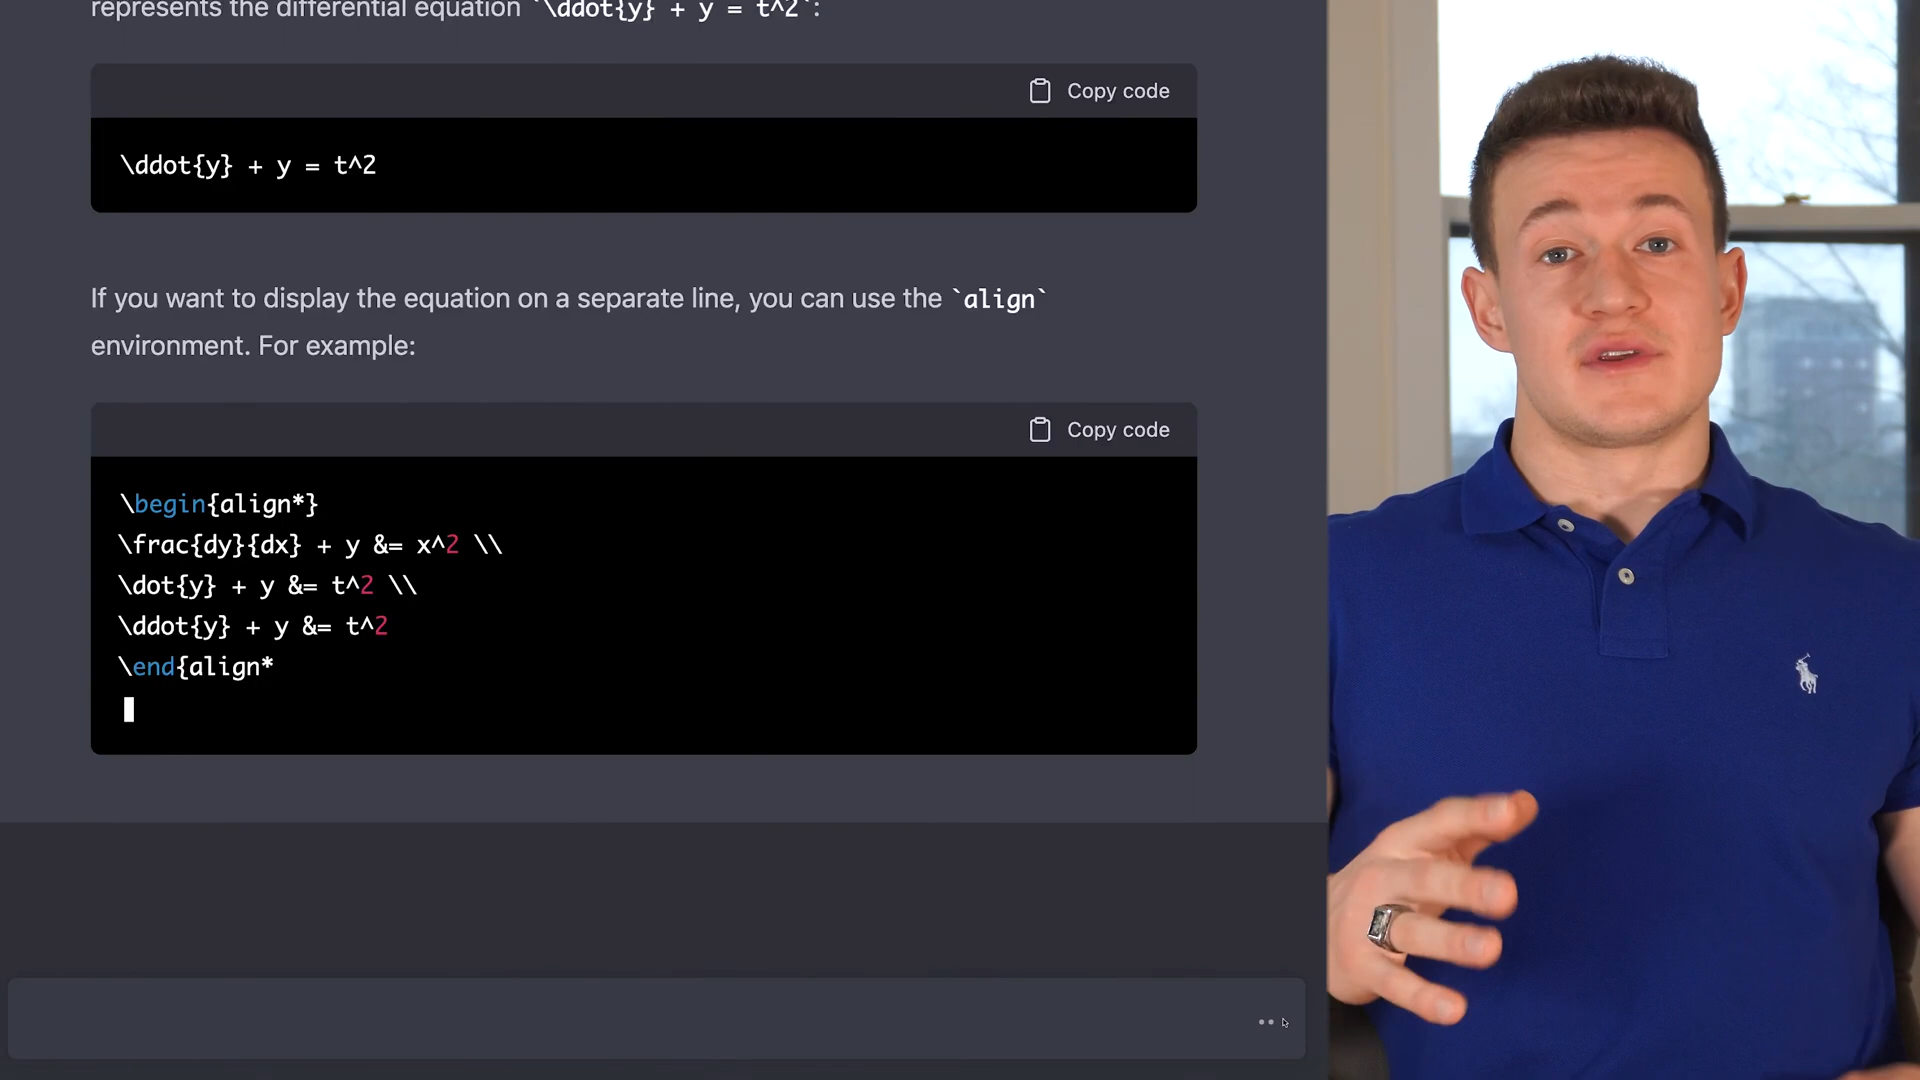 represents the differential equation `\ddot{y} + y = t^2`:
Copy code
\ddot{y} + y = t^2
If you want to display the equation on a separate line, you can use the `align`
environment. For example:
Copy code
\begin{align*}
\frac{dy}{dx} + y &= x^2 \\
\dot{y} + y &= t^2 \\
\ddot{y} + y &= t^2
\end{align*